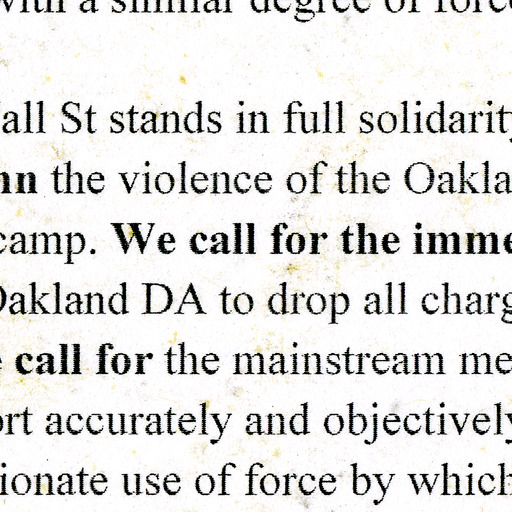 with a similar degree of force
all St stands in full solidarity
nn the violence of the Oakla
camp. We call for the imme
Oakland DA to drop all charg
e call for the mainstream me
ort accurately and objectively
ionate use of force by which